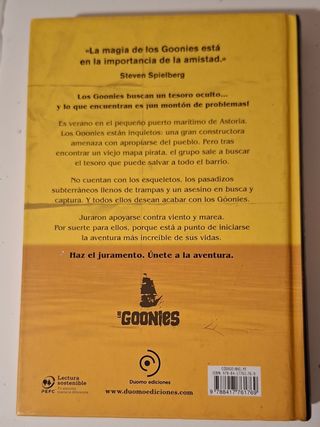 «La magia de los Goonies está
en la importancia de la amistad.»
Steven Spielberg
Los Goonies buscan un tesoro oculto...
y lo que encuentran es ¡un montón de problemas!
Es verano en el pequeño puerto marítimo de Astoria.
Los Goonies están inquietos: una gran constructora
amenaza con apropiarse del pueblo. Pero tras
encontrar un viejo mapa pirata, el grupo sale a buscar
el tesoro que puede salvar a todo el barrio.
No cuentan con los esqueletos, los pasadizos
subterráneos llenos de trampas y un asesino en busca y
captura. Y todos ellos desean acabar con los Goonies.
Juraron apoyarse contra viento y marea.
Por suerte para ellos, porque está a punto de iniciarse
la aventura más increíble de sus vidas.
Haz el juramento. Únete a la aventura.
LOS GOONIES
PEFC
Lectura
sostenible
Duomo ediciones
www.duomoediciones.com
9 788417 761769